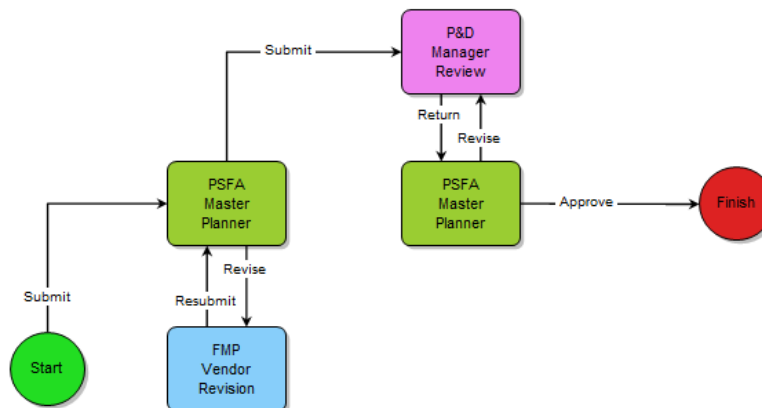 P&D
Manager
Review
Submit
Return
Revise
PSFA
Master
Planner
PSFA
Master
Planner
Approve
Finish
Revise
Submit
Resubmit
Start
FMP
Vendor
Revision